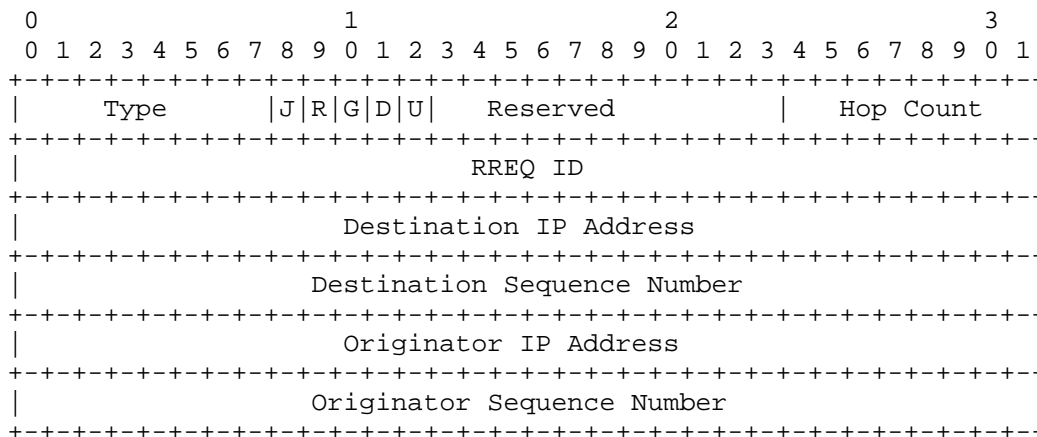 0                   1                   2                   3
 0 1 2 3 4 5 6 7 8 9 0 1 2 3 4 5 6 7 8 9 0 1 2 3 4 5 6 7 8 9 0 1
+-+-+-+-+-+-+-+-+-+-+-+-+-+-+-+-+-+-+-+-+-+-+-+-+-+-+-+-+-+-+-+--
|     Type      |J|R|G|D|U|   Reserved          |   Hop Count
+-+-+-+-+-+-+-+-+-+-+-+-+-+-+-+-+-+-+-+-+-+-+-+-+-+-+-+-+-+-+-+--
|                            RREQ ID
+-+-+-+-+-+-+-+-+-+-+-+-+-+-+-+-+-+-+-+-+-+-+-+-+-+-+-+-+-+-+-+--
|                    Destination IP Address
+-+-+-+-+-+-+-+-+-+-+-+-+-+-+-+-+-+-+-+-+-+-+-+-+-+-+-+-+-+-+-+--
|                  Destination Sequence Number
+-+-+-+-+-+-+-+-+-+-+-+-+-+-+-+-+-+-+-+-+-+-+-+-+-+-+-+-+-+-+-+--
|                    Originator IP Address
+-+-+-+-+-+-+-+-+-+-+-+-+-+-+-+-+-+-+-+-+-+-+-+-+-+-+-+-+-+-+-+--
|                  Originator Sequence Number
+-+-+-+-+-+-+-+-+-+-+-+-+-+-+-+-+-+-+-+-+-+-+-+-+-+-+-+-+-+-+-+--